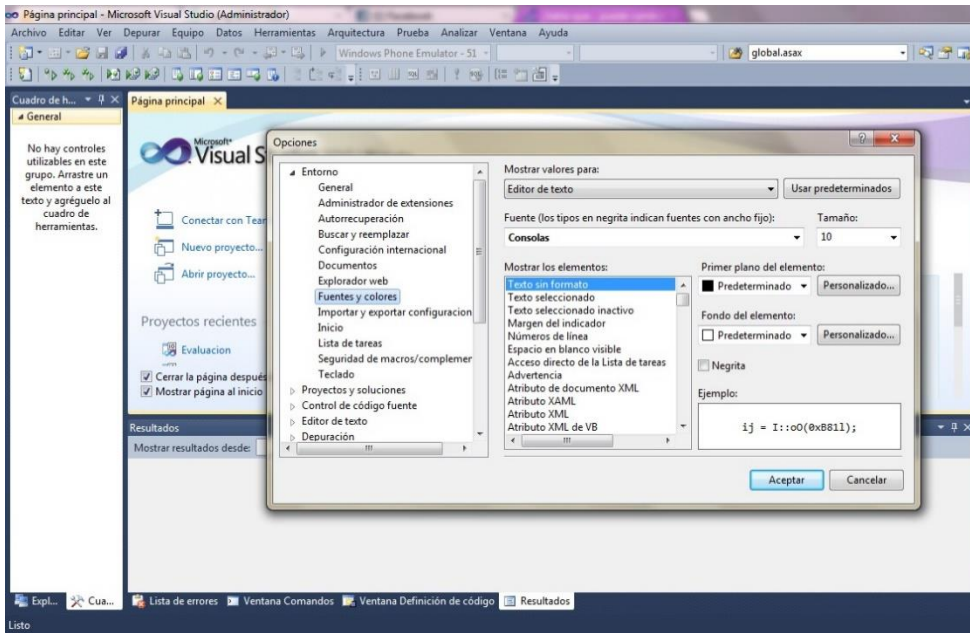 Página principal - Microsoft Visual Studio (Administrador)
Archivo Editar Ver Depurar Equipo Datos Herramientas Arquitectura Prueba Analizar Ventana Ayuda
Windows Phone Emulator - 51
global.asax
Cuadro de h...
Página principal
General
No hay controles
utilizables en este
grupo. Arrastre un
elemento a este
texto y agréguelo al
cuadro de
herramientas.
Microsoft®
Visual S
Conectar con Team
Nuevo proyecto...
Abrir proyecto...
Proyectos recientes
Evaluacion
Cerrar la página después
Mostrar página al inicio
Opciones
Entorno
General
Administrador de extensiones
Autorrecuperación
Buscar y reemplazar
Configuración internacional
Documentos
Explorador web
Fuentes y colores
Importar y exportar configuracion
Inicio
Lista de tareas
Seguridad de macros/complemer
Teclado
Proyectos y soluciones
Control de código fuente
Editor de texto
Depuración
Mostrar valores para:
Editor de texto
Usar predeterminados
Fuente (los tipos en negrita indican fuentes con ancho fijo):
Tamaño:
Consolas
10
Mostrar los elementos:
Texto sin formato
Texto seleccionado
Texto seleccionado inactivo
Margen del indicador
Números de línea
Espacio en blanco visible
Acceso directo de la Lista de tareas
Advertencia
Atributo de documento XML
Atributo XAML
Atributo XML
Atributo XML de VB
Primer plano del elemento:
Predeterminado
Personalizado...
Fondo del elemento:
Predeterminado
Personalizado...
Negrita
Ejemplo:
ij = I::oO(0xB81l);
Aceptar
Cancelar
Resultados
Mostrar resultados desde:
Expl...
Cua...
Lista de errores
Ventana Comandos
Ventana Definición de código
Resultados
Listo